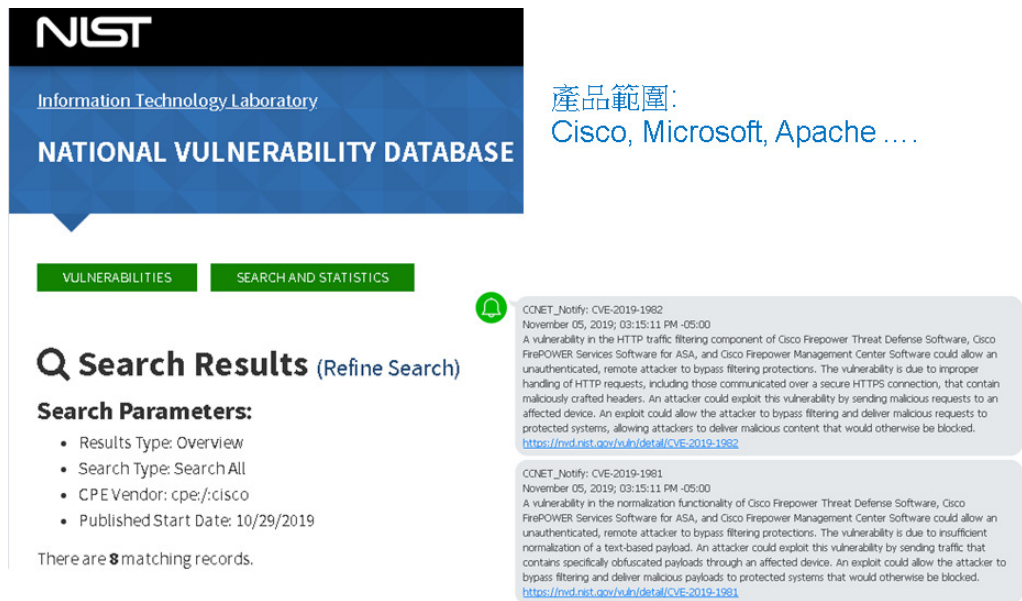 NIST
Information Technology Laboratory
NATIONAL VULNERABILITY DATABASE
產品範圍:
Cisco, Microsoft, Apache ....
VULNERABILITIES
SEARCH AND STATISTICS
Search Results (Refine Search)
Search Parameters:
• Results Type: Overview
• Search Type: Search All
• CPE Vendor: cpe:/:cisco
• Published Start Date: 10/29/2019
There are 8 matching records.
CCNET_Notify: CVE-2019-1982
November 05, 2019; 03:15:11 PM -05:00
A vulnerability in the HTTP traffic filtering component of Cisco Firepower Threat Defense Software, Cisco
FirePOWER Services Software for ASA, and Cisco Firepower Management Center Software could allow an
unauthenticated, remote attacker to bypass filtering protections. The vulnerability is due to improper
handling of HTTP requests, including those communicated over a secure HTTPS connection, that contain
maliciously crafted headers. An attacker could exploit this vulnerability by sending malicious requests to an
affected device. An exploit could allow the attacker to bypass filtering and deliver malicious requests to
protected systems, allowing attackers to deliver malicious content that would otherwise be blocked.
https://nvd.nist.gov/vuln/detail/CVE-2019-1982
CCNET_Notify: CVE-2019-1981
November 05, 2019; 03:15:11 PM -05:00
A vulnerability in the normalization functionality of Cisco Firepower Threat Defense Software, Cisco
FirePOWER Services Software for ASA, and Cisco Firepower Management Center Software could allow an
unauthenticated, remote attacker to bypass filtering protections. The vulnerability is due to insufficient
normalization of a text-based payload. An attacker could exploit this vulnerability by sending traffic that
contains specifically obfuscated payloads through an affected device. An exploit could allow the attacker to
bypass filtering and deliver malicious payloads to protected systems that would otherwise be blocked.
https://nvd.nist.gov/vuln/detail/CVE-2019-1981